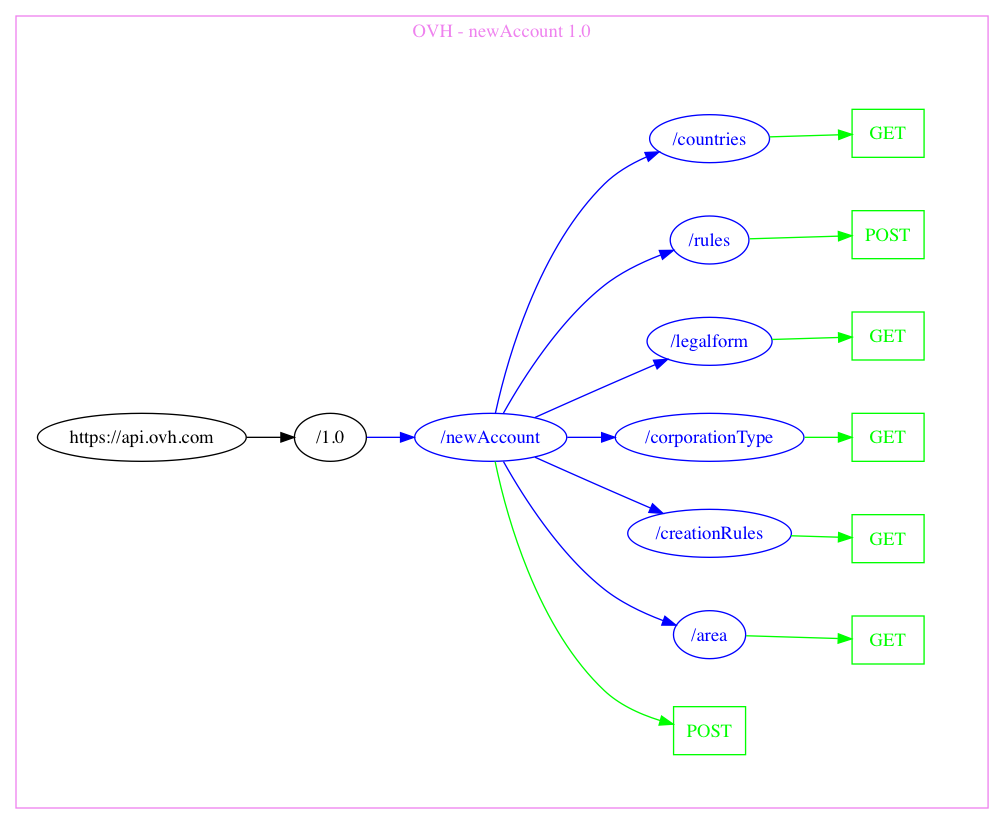 OVH - newAccount 1.0
/countries
GET
/rules
POST
/legalform
GET
https://api.ovh.com
/1.0
/newAccount
/corporationType
GET
/creationRules
GET
/area
GET
POST